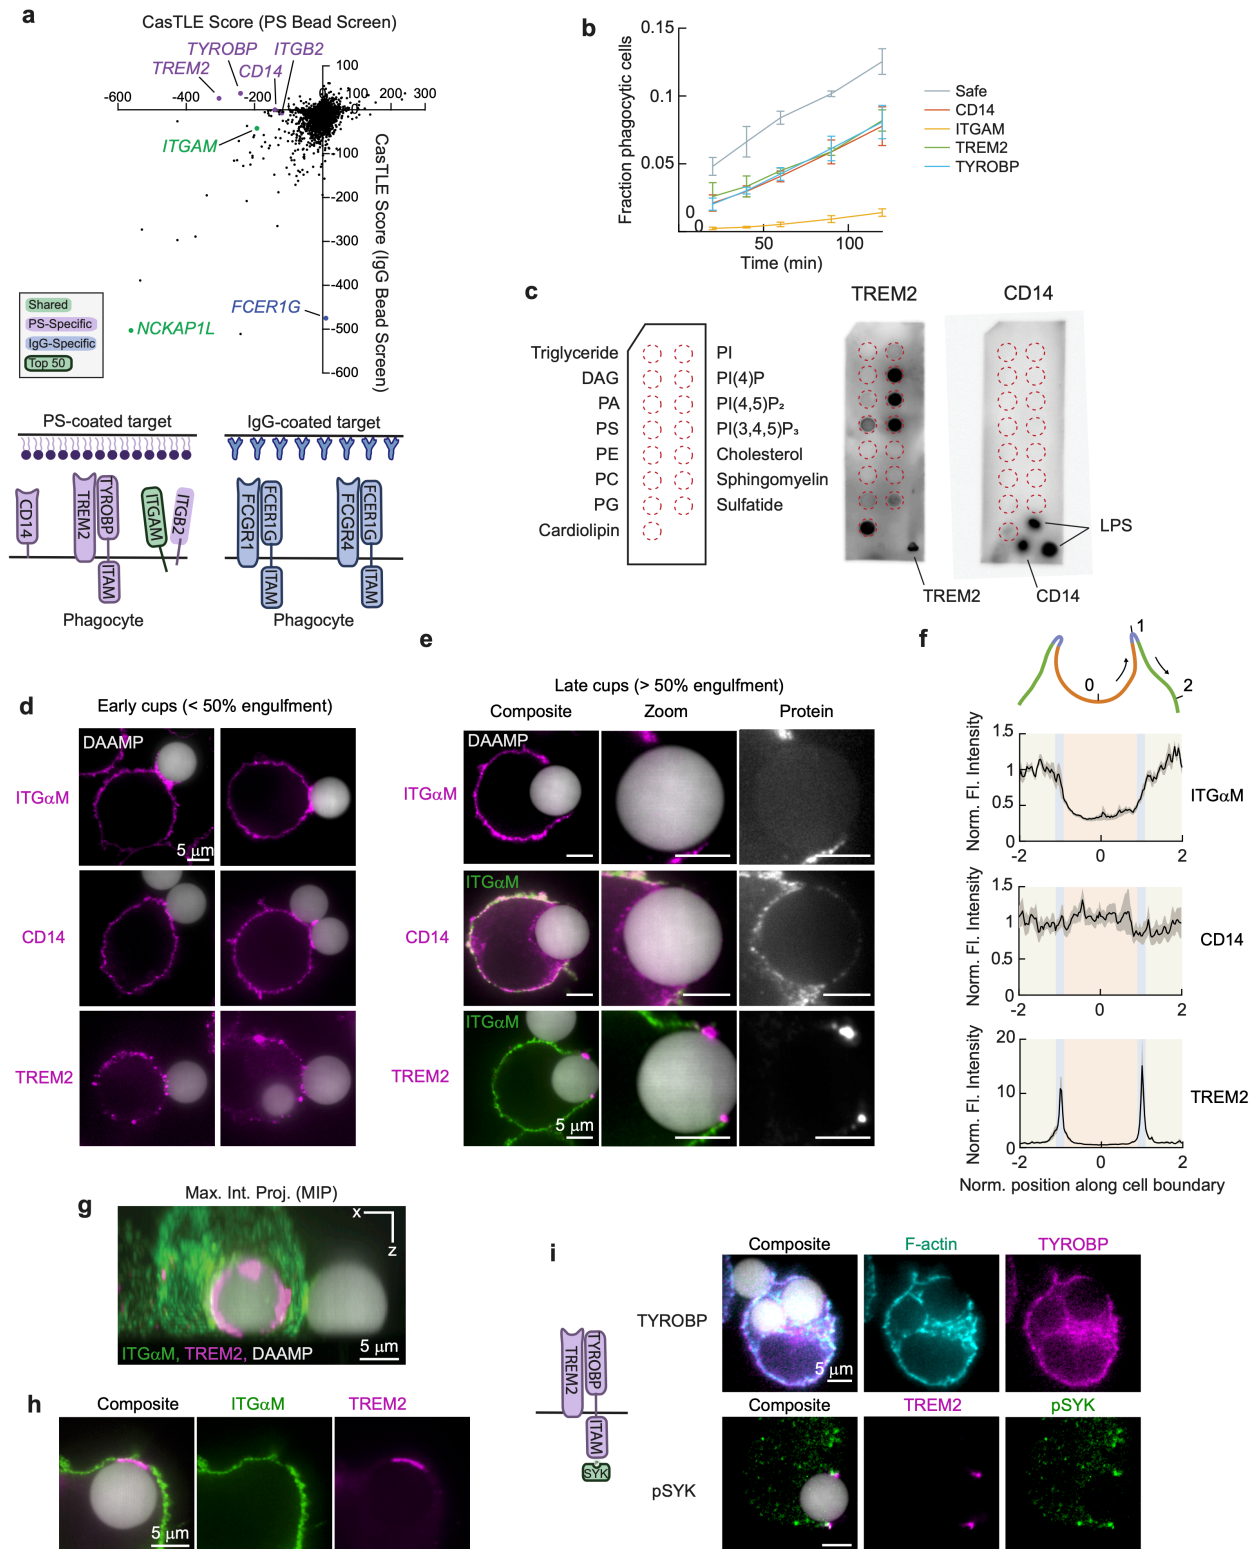 a
CasTLE Score (PS Bead Screen)
TYROBP
ITGB2
TREM2
CD14
100
-600
-400
-200
0
100
200
300
ITGAM
-100
-200
-300
-400
-500
-600
CasTLE Score (IgG Bead Screen)
FCER1G
NCKAP1L
Shared
PS-Specific
IgG-Specific
Top 50
PS-coated target
IgG-coated target
CD14
TREM2
TYROBP
ITAM
ITGAM
ITGB2
FCGR1
FCER1G
ITAM
FCGR4
FCER1G
ITAM
Phagocyte
Phagocyte
b
Fraction phagocytic cells
0.15
0.1
0.05
0
0
50
100
Time (min)
Safe
CD14
ITGAM
TREM2
TYROBP
c
TREM2
CD14
Triglyceride
PI
DAG
PI(4)P
PA
PI(4,5)P₂
PS
PI(3,4,5)P₃
PE
Cholesterol
PC
Sphingomyelin
PG
Sulfatide
Cardiolipin
LPS
TREM2
CD14
d
Early cups (< 50% engulfment)
DAAMP
ITGαM
5 μm
CD14
TREM2
e
Late cups (> 50% engulfment)
Composite
Zoom
Protein
DAAMP
ITGαM
ITGαM
CD14
ITGαM
TREM2
5 μm
f
0
1
2
Norm. Fl. Intensity
1.5
1
0.5
0
-2
0
2
ITGαM
Norm. Fl. Intensity
1.5
1
0.5
0
-2
0
2
CD14
Norm. Fl. Intensity
20
10
0
-2
0
2
TREM2
Norm. position along cell boundary
g
Max. Int. Proj. (MIP)
x
z
ITGαM, TREM2, DAAMP
5 μm
h
Composite
ITGαM
TREM2
5 μm
i
TREM2
TYROBP
ITAM
SYK
Composite
F-actin
TYROBP
TYROBP
5 μm
Composite
TREM2
pSYK
pSYK